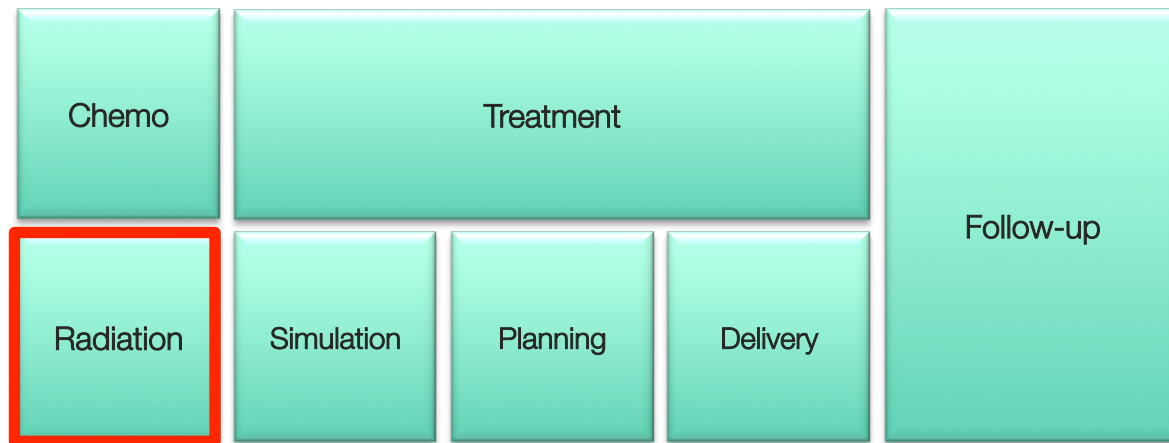 Chemo
Treatment
Follow-up
Radiation
Simulation
Planning
Delivery